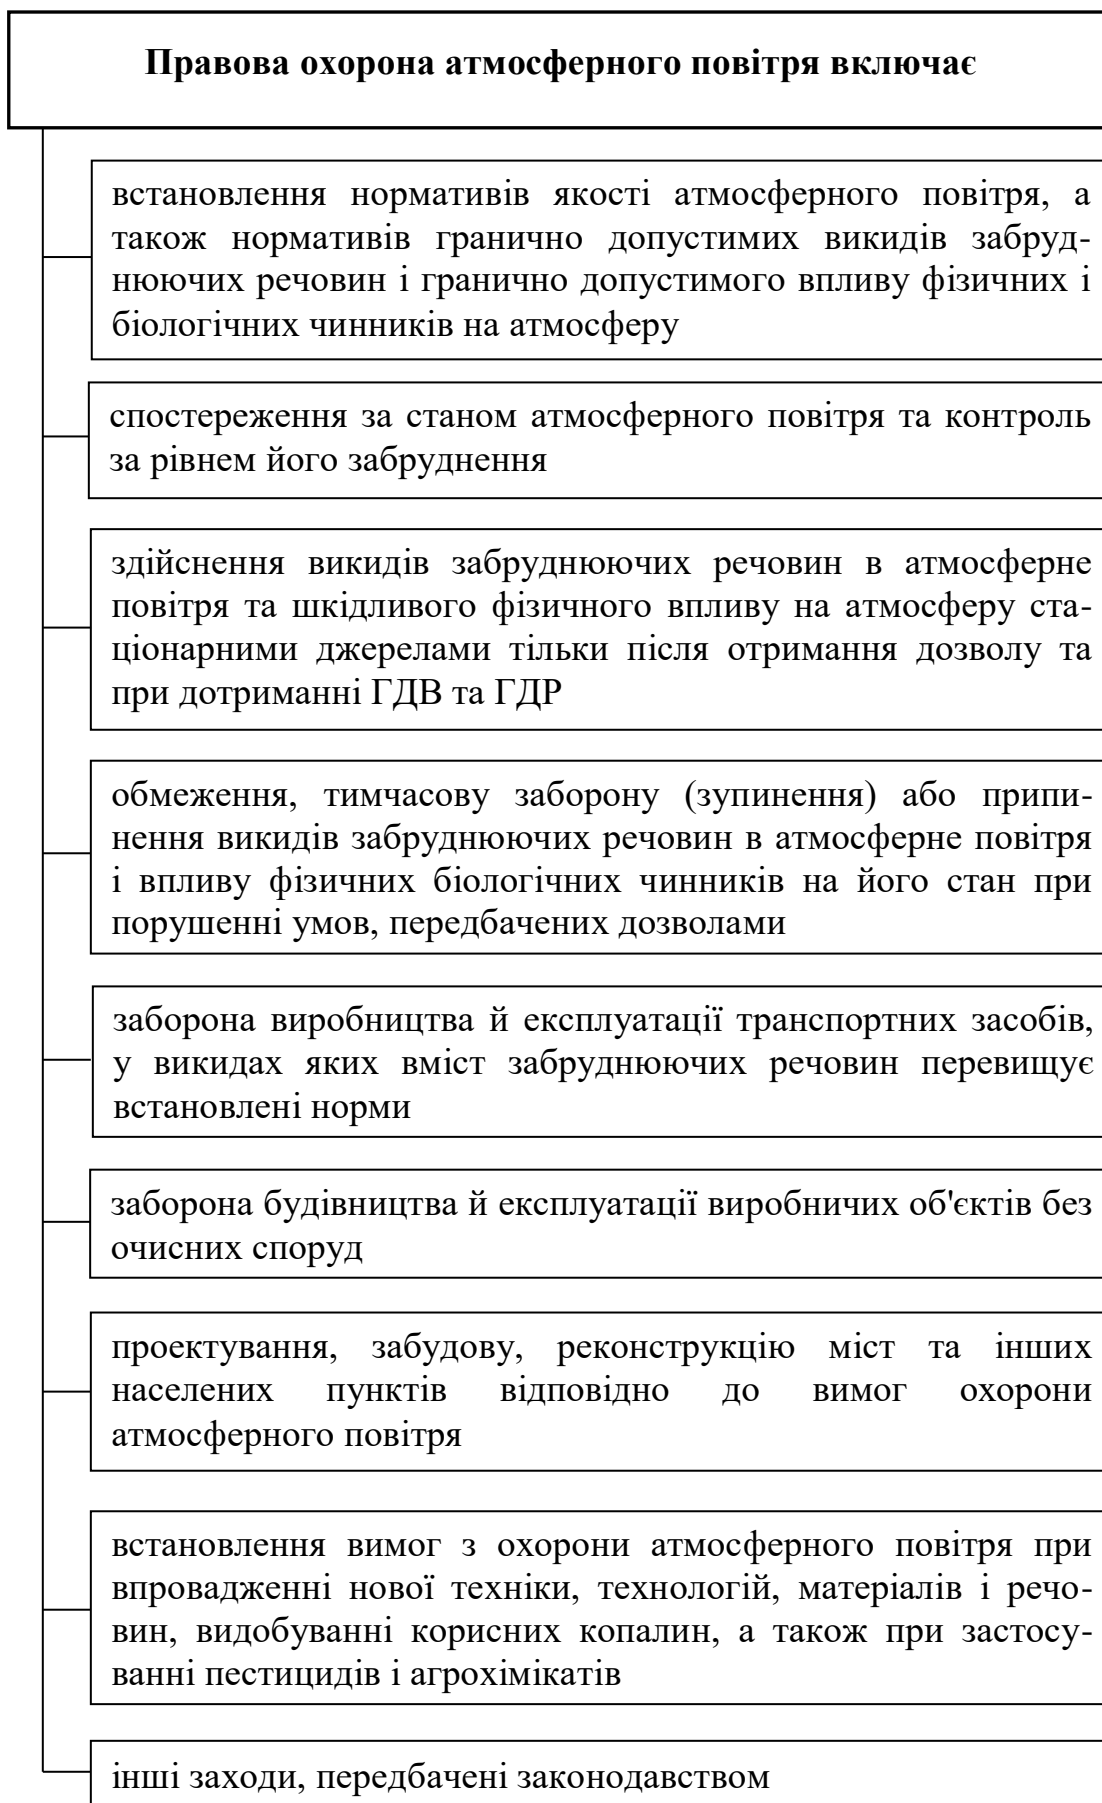 Правова охорона атмосферного повітря включає
встановлення нормативів якості атмосферного повітря, а
також нормативів гранично допустимих викидів забруд-
нюючих речовин і гранично допустимого впливу фізичних і
біологічних чинників на атмосферу
спостереження за станом атмосферного повітря та контроль
за рівнем його забруднення
здійснення викидів забруднюючих речовин в атмосферне
повітря та шкідливого фізичного впливу на атмосферу ста-
ціонарними джерелами тільки після отримання дозволу та
при дотриманні ГДВ та ГДР
обмеження, тимчасову заборону (зупинення) або припи-
нення викидів забруднюючих речовин в атмосферне повітря
і впливу фізичних біологічних чинників на його стан при
порушенні умов, передбачених дозволами
заборона виробництва й експлуатації транспортних засобів,
у викидах яких вміст забруднюючих речовин перевищує
встановлені норми
заборона будівництва й експлуатації виробничих об'єктів без
очисних споруд
проектування, забудову, реконструкцію міст та інших
населених пунктів відповідно до вимог охорони
атмосферного повітря
встановлення вимог з охорони атмосферного повітря при
впровадженні нової техніки, технологій, матеріалів і речо-
вин, видобуванні корисних копалин, а також при застосу-
ванні пестицидів і агрохімікатів
інші заходи, передбачені законодавством